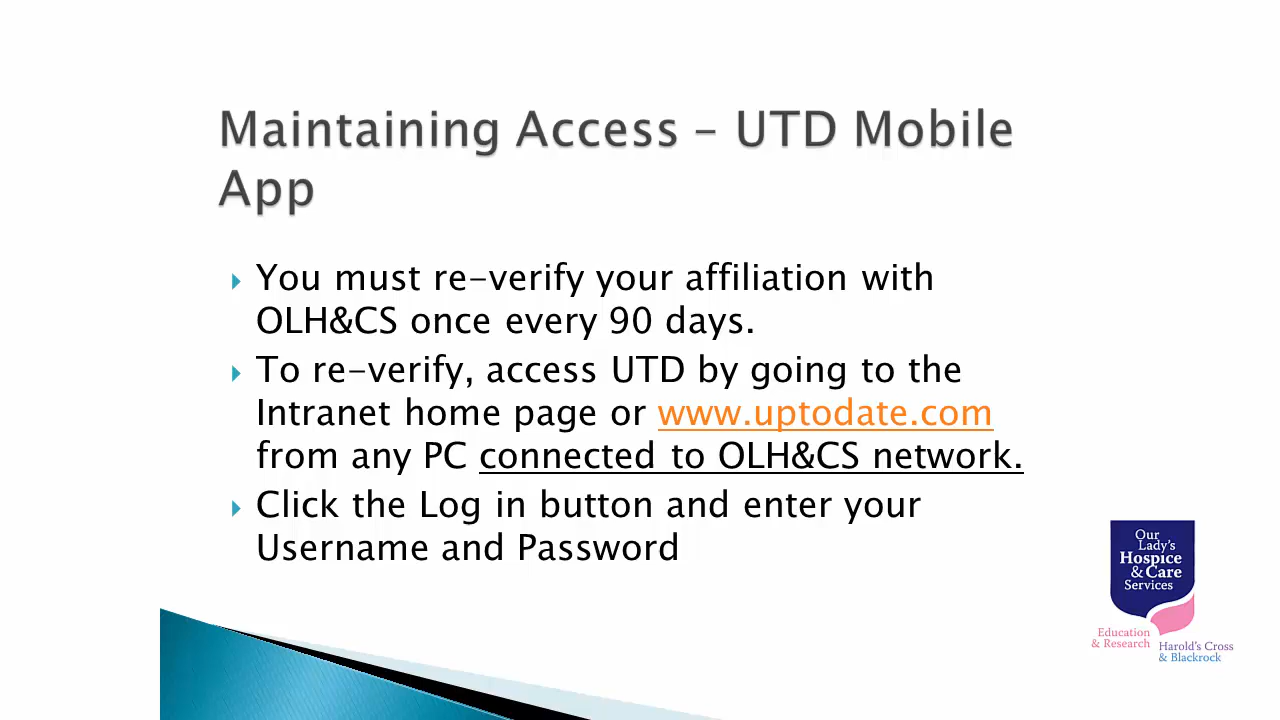 Maintaining Access – UTD Mobile
App
You must re-verify your affiliation with
OLH&CS once every 90 days.
To re-verify, access UTD by going to the
Intranet home page or www.uptodate.com
from any PC connected to OLH&CS network.
Click the Log in button and enter your
Username and Password
Our
Lady's
Hospice
& Care
Services
Education
& Research
Harold's Cross
& Blackrock